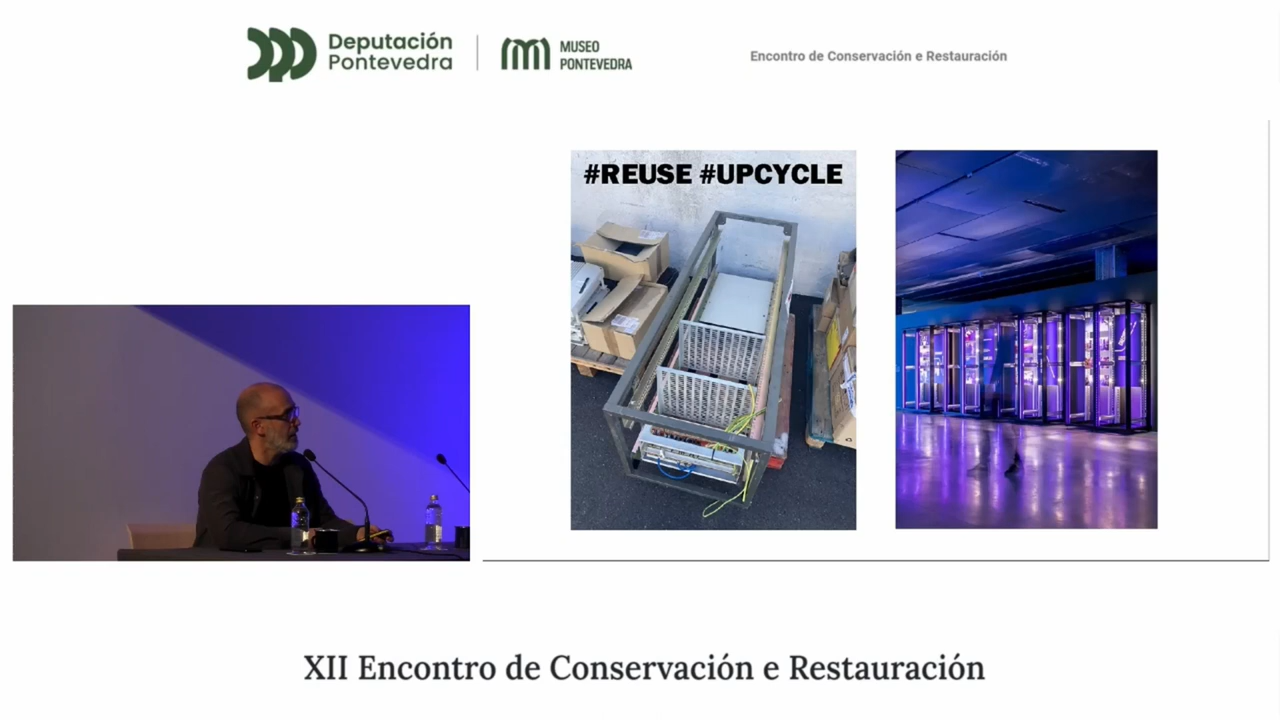 Deputación
Pontevedra
MUSEO
PONTEVEDRA
Encontro de Conservación e Restauración
#REUSE #UPCYCLE
XII Encontro de Conservación e Restauración